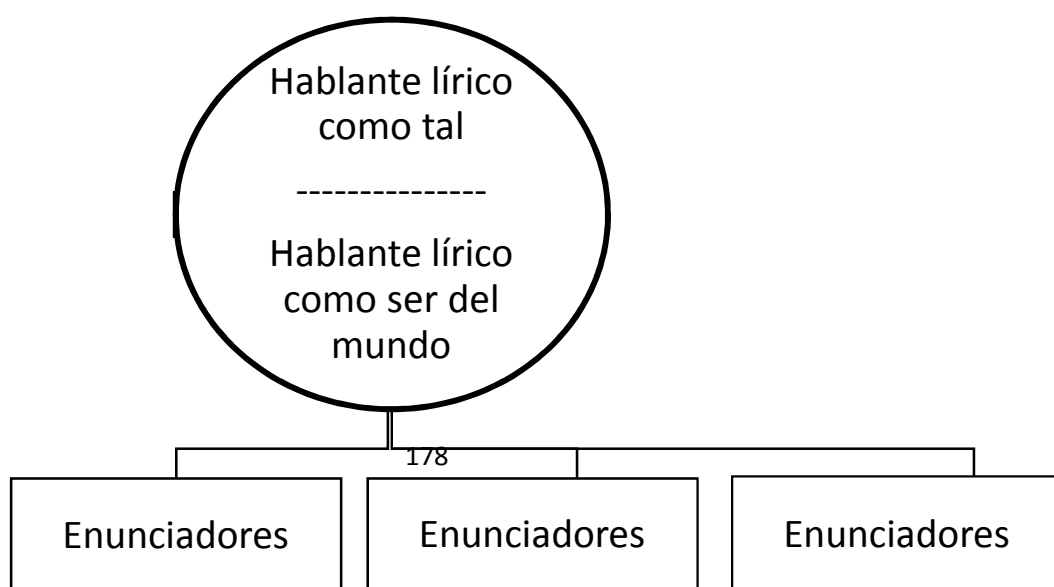 Hablante lírico
como tal
---------------
Hablante lírico
como ser del
mundo
178
Enunciadores
Enunciadores
Enunciadores